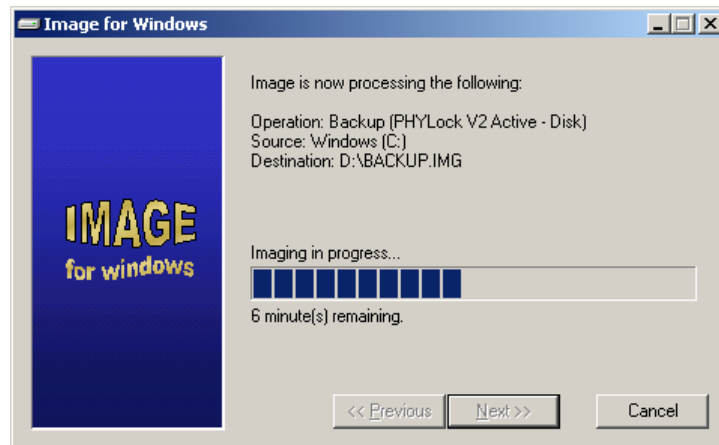 Image for Windows
Image is now processing the following:
Operation: Backup (PHYLock V2 Active - Disk)
Source: Windows (C:)
Destination: D:\BACKUP.IMG
IMAGE
for windows
Imaging in progress...
6 minute(s) remaining.
<< Previous
Next >>
Cancel